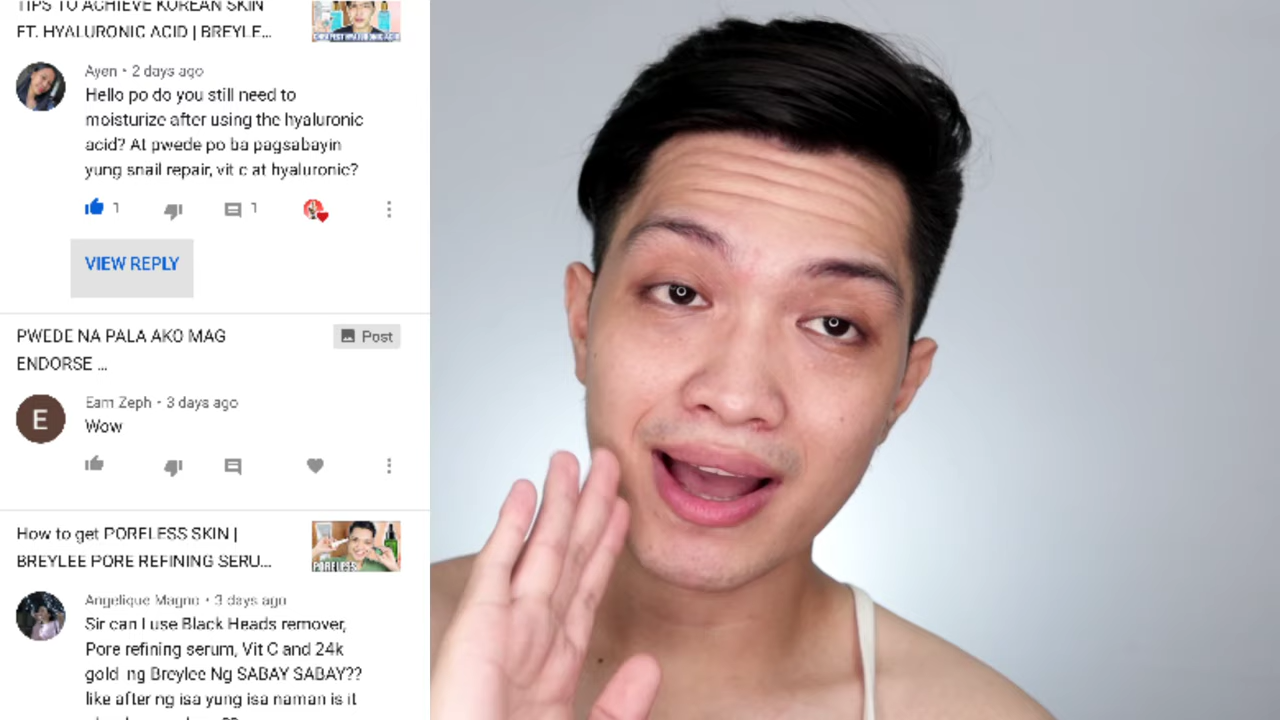 TIPS TO ACHIEVE KOREAN SKIN
FT. HYALURONIC ACID | BREYLE...
CHEAPEST HYALURONIC ACID
Ayen • 2 days ago
Hello po do you still need to
moisturize after using the hyaluronic
acid? At pwede po ba pagsabayin
yung snail repair, vit c at hyaluronic?
1
1
VIEW REPLY
PWEDE NA PALA AKO MAG
Post
ENDORSE ...
E
Eam Zeph • 3 days ago
Wow
How to get PORELESS SKIN |
BREYLEE PORE REFINING SERU...
PORELESS
Angelique Magno • 3 days ago
Sir can I use Black Heads remover,
Pore refining serum, Vit C and 24k
gold ng Breylee Ng SABAY SABAY??
like after ng isa yung isa naman is it